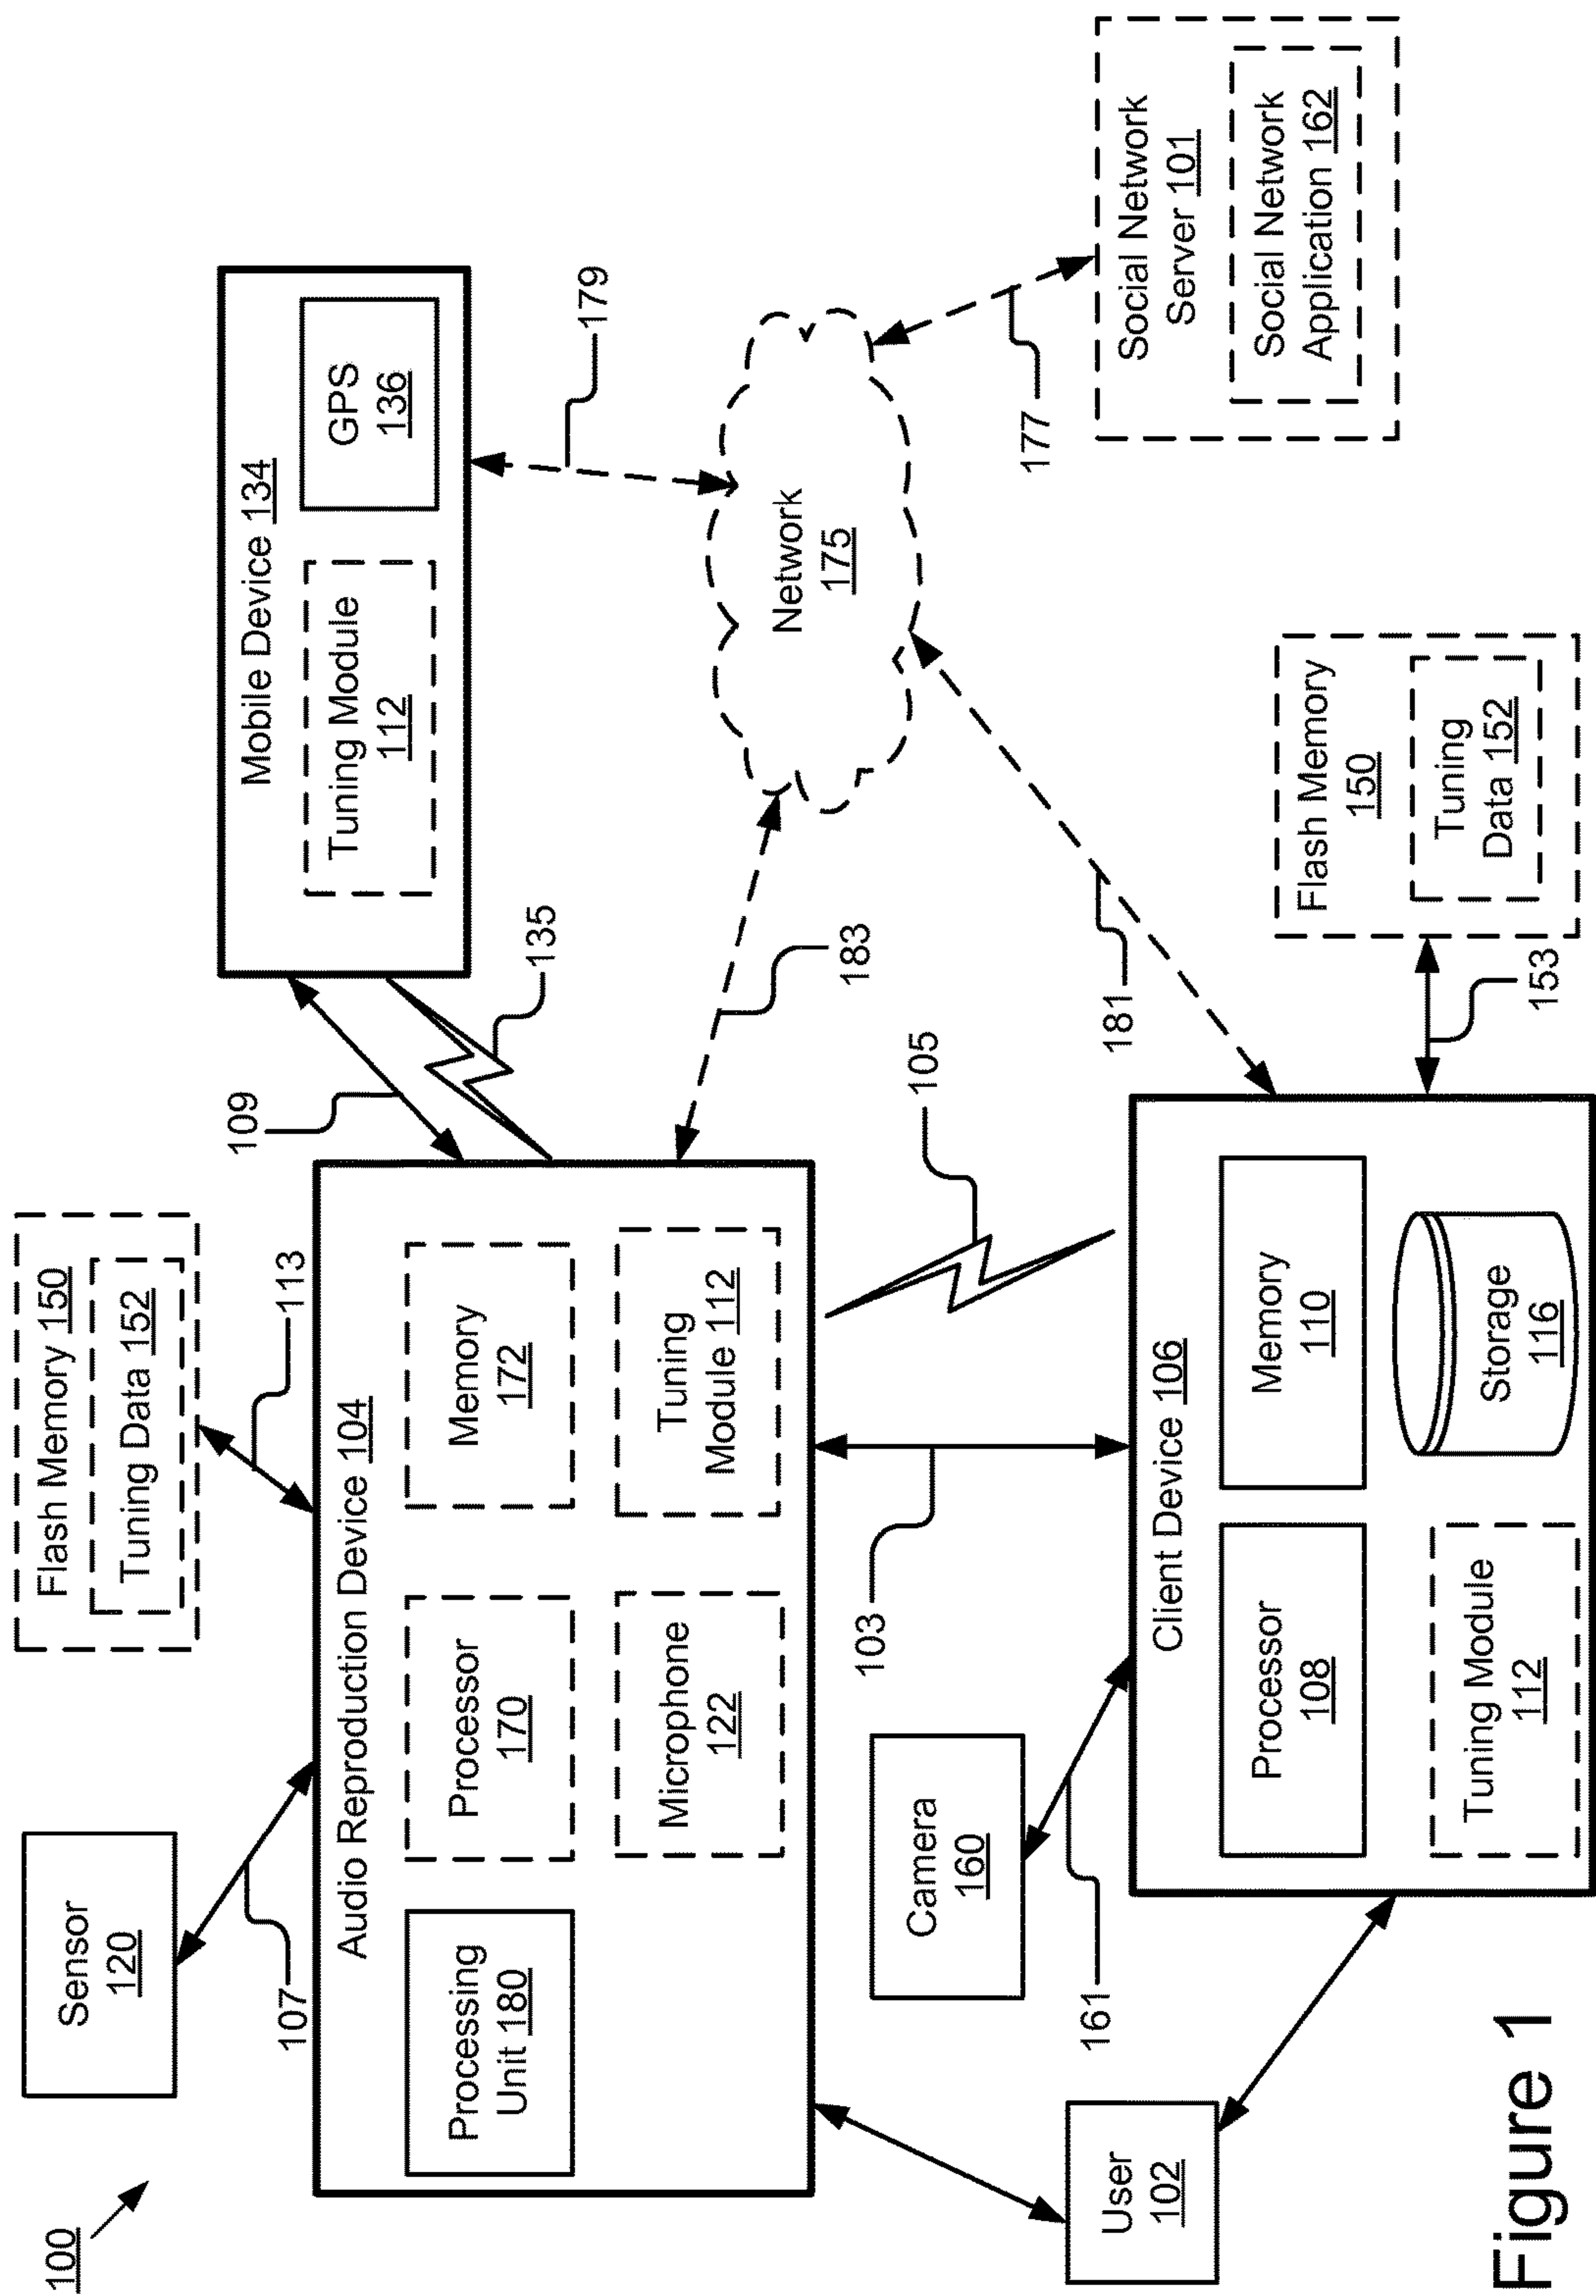 100
Sensor
120
107
Flash Memory 150
Tuning Data 152
113
Audio Reproduction Device 104
Processing
Unit 180
Processor
170
Memory
172
Microphone
122
Tuning
Module 112
109
135
Mobile Device 134
Tuning Module
112
GPS
136
179
183
Network
175
177
Social Network
Server 101
Social Network
Application 162
User
102
Camera
160
161
103
105
181
Client Device 106
Processor
108
Memory
110
Tuning Module
112
Storage
116
153
Flash Memory
150
Tuning
Data 152
Figure 1